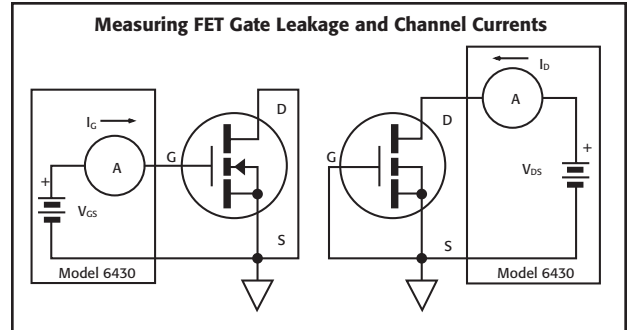 Measuring FET Gate Leakage and Channel Currents
IG
A
+
VGS
Model 6430
G
D
S
ID
A
D
G
+
VDS
S
Model 6430